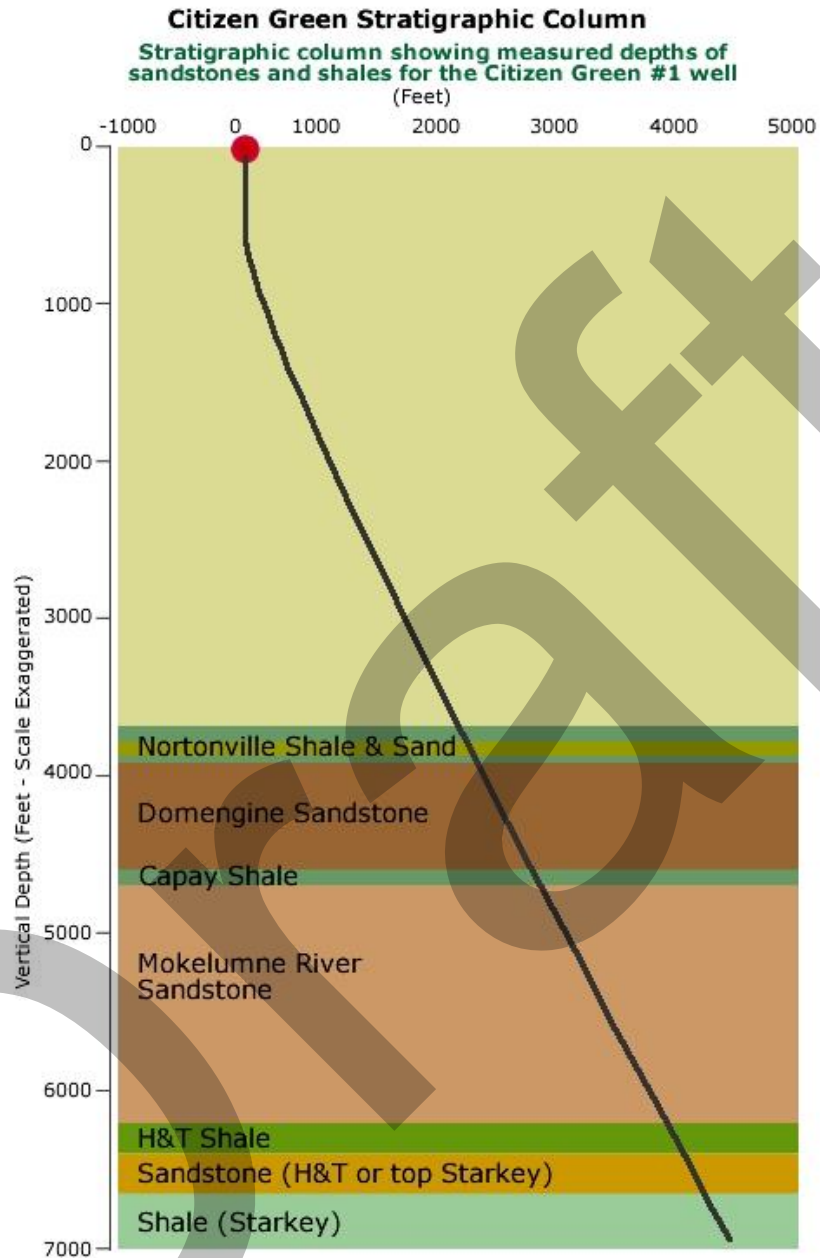 Citizen Green Stratigraphic Column
Stratigraphic column showing measured depths of
sandstones and shales for the Citizen Green #1 well
(Feet)
-1000 0 1000 2000 3000 4000 5000
0
1000
2000
3000
Vertical Depth (Feet - Scale Exaggerated)
Nortonville Shale & Sand
4000
Domengine Sandstone
Capay Shale
5000
Mokelumne River
Sandstone
6000
H&T Shale
Sandstone (H&T or top Starkey)
Shale (Starkey)
7000
Draft